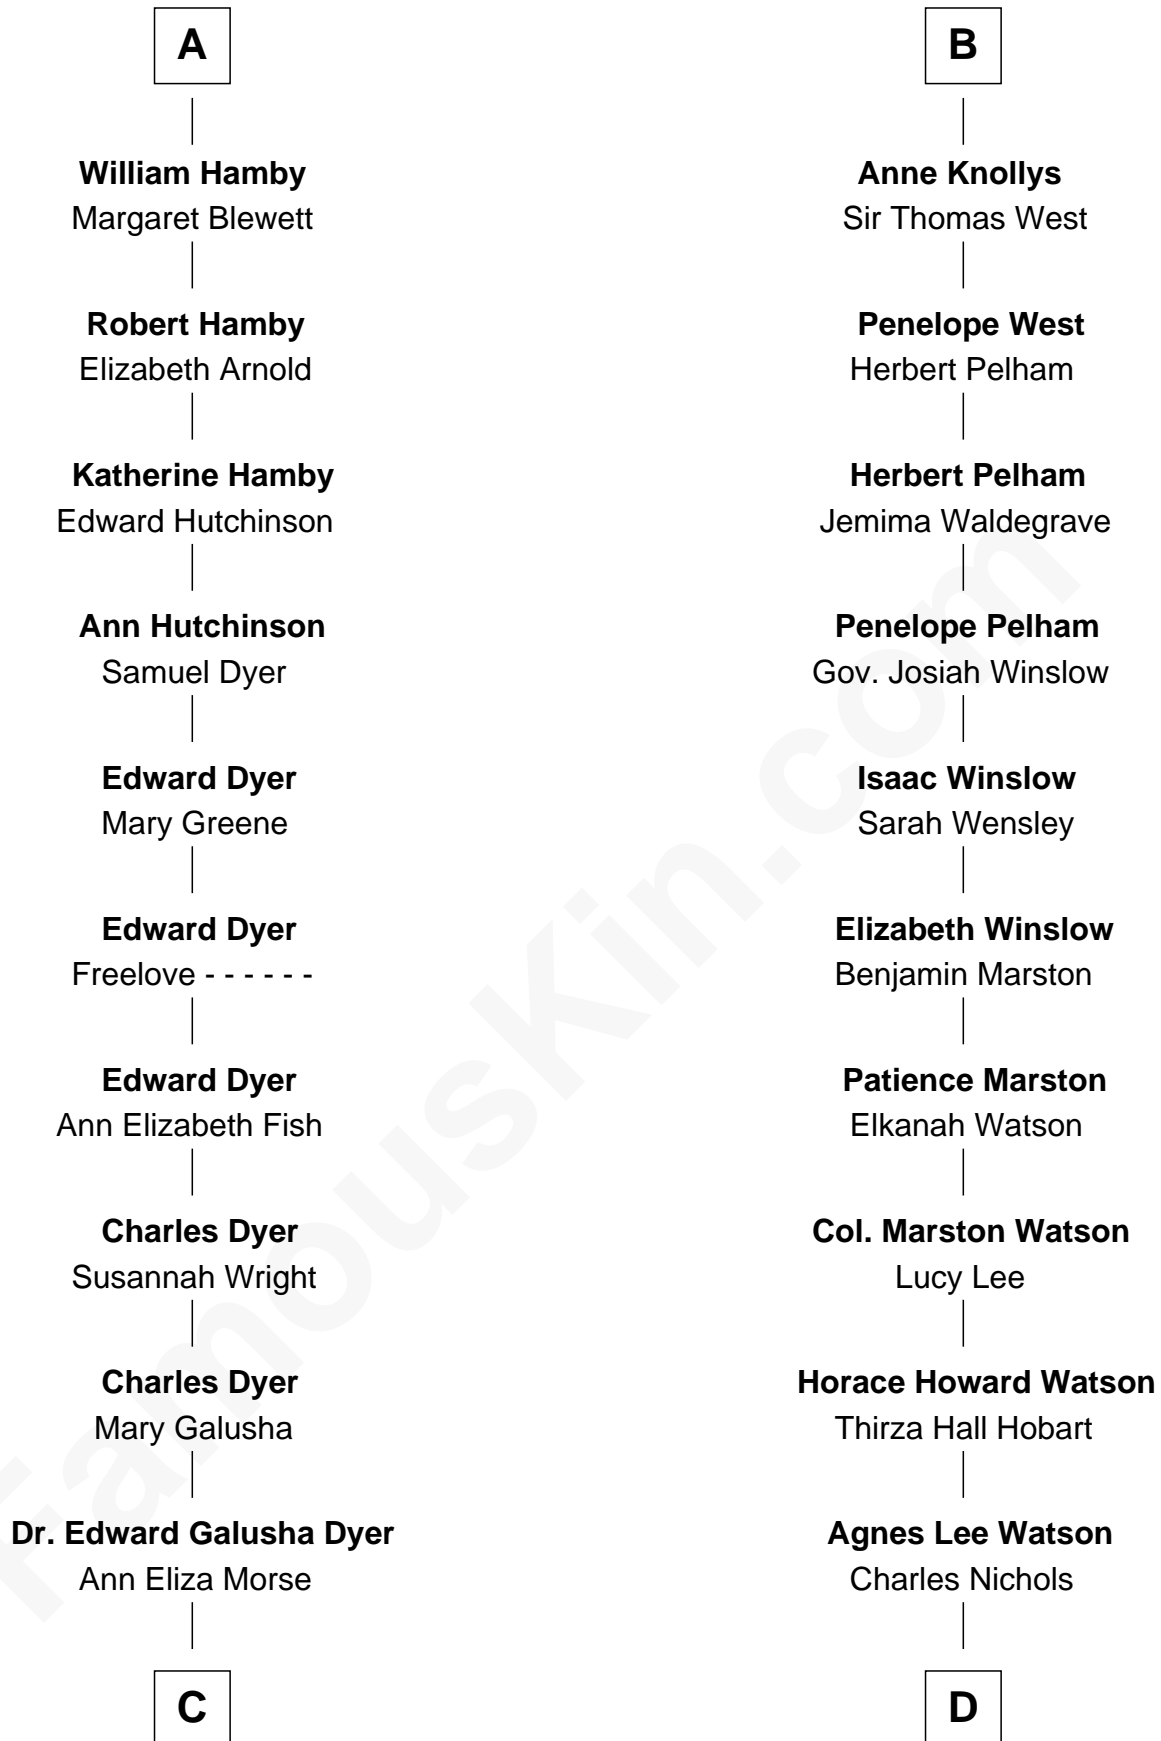 A
William Hamby
Margaret Blewett
Robert Hamby
Elizabeth Arnold
Katherine Hamby
Edward Hutchinson
Ann Hutchinson
Samuel Dyer
Edward Dyer
Mary Greene
Edward Dyer
Freelove - - - - - -
Edward Dyer
Ann Elizabeth Fish
Charles Dyer
Susannah Wright
Charles Dyer
Mary Galusha
Dr. Edward Galusha Dyer
Ann Eliza Morse
C
B
Anne Knollys
Sir Thomas West
Penelope West
Herbert Pelham
Herbert Pelham
Jemima Waldegrave
Penelope Pelham
Gov. Josiah Winslow
Isaac Winslow
Sarah Wensley
Elizabeth Winslow
Benjamin Marston
Patience Marston
Elkanah Watson
Col. Marston Watson
Lucy Lee
Horace Howard Watson
Thirza Hall Hobart
Agnes Lee Watson
Charles Nichols
D
FamousKin.com